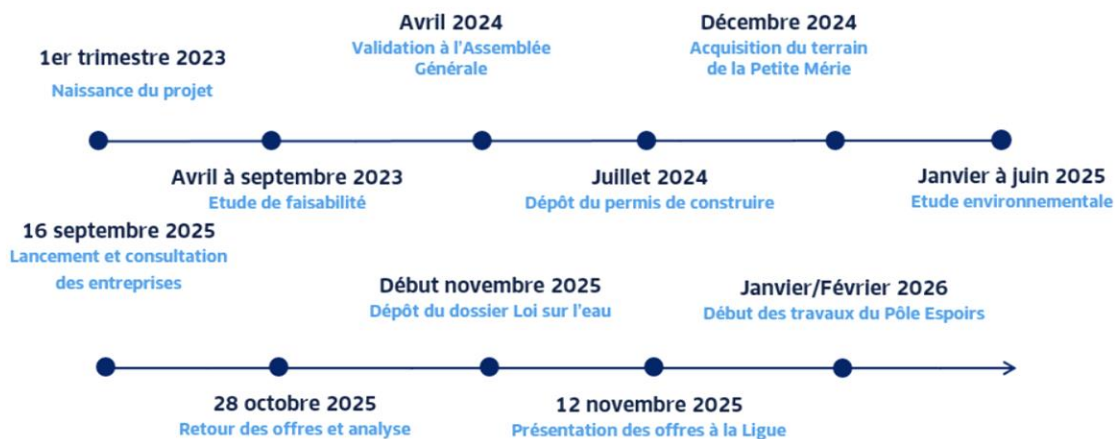 1er trimestre 2023
Naissance du projet
Avril à septembre 2023
Etude de faisabilité
Avril 2024
Validation à l'Assemblée
Générale
Juillet 2024
Dépôt du permis de construire
Décembre 2024
Acquisition du terrain
de la Petite Mérie
Janvier à juin 2025
Etude environnementale
16 septembre 2025
Lancement et consultation
des entreprises
28 octobre 2025
Retour des offres et analyse
Début novembre 2025
Dépôt du dossier Loi sur l'eau
12 novembre 2025
Présentation des offres à la Ligue
Janvier/Février 2026
Début des travaux du Pôle Espoirs